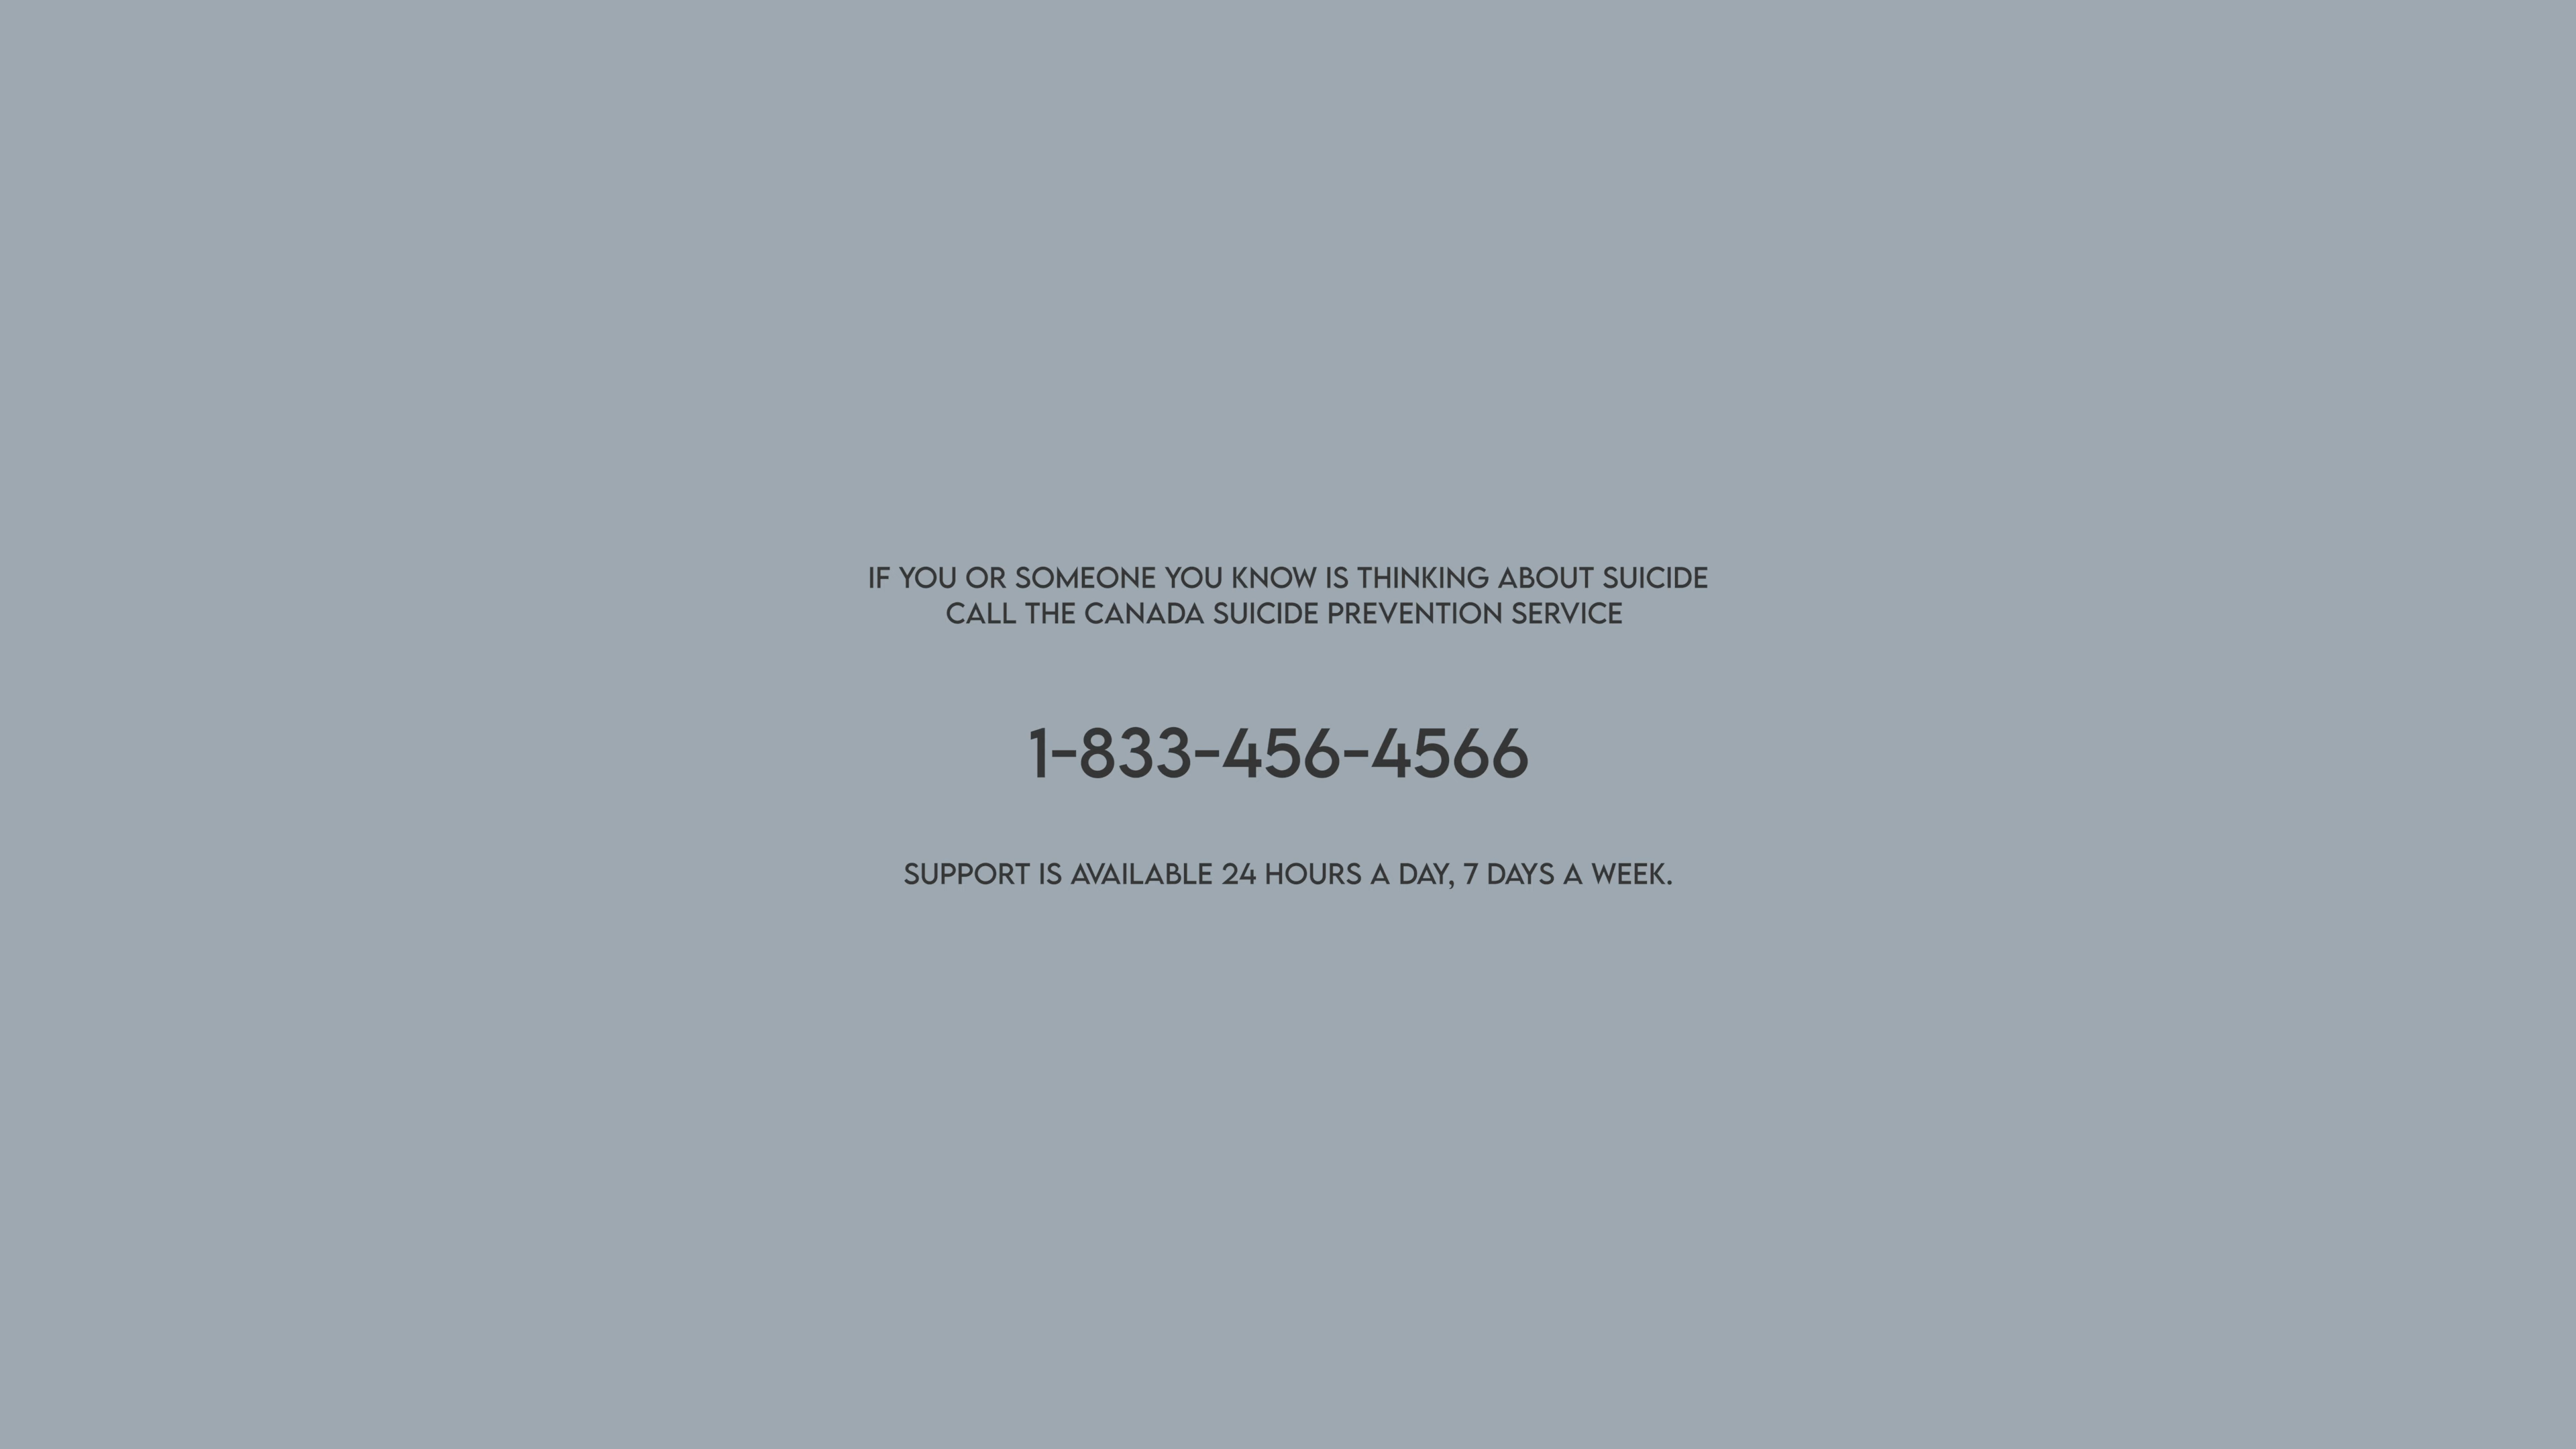 IF YOU OR SOMEONE YOU KNOW IS THINKING ABOUT SUICIDE
CALL THE CANADA SUICIDE PREVENTION SERVICE
1-833-456-4566
SUPPORT IS AVAILABLE 24 HOURS A DAY, 7 DAYS A WEEK.